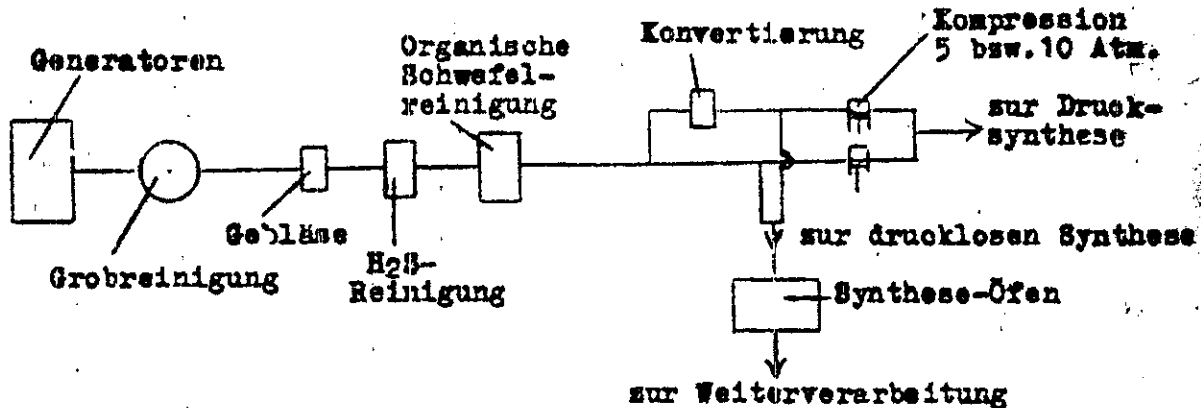 Generatoren
Organische
Schwefel-
reinigung
Konvertierung
Kompression
5 bzw.10 Atm.
zur Druck-
synthese
Grobreinigung
Gebläse
H2S-
Reinigung
zur drucklosen Synthese
Synthese-Öfen
zur Weiterverarbeitung